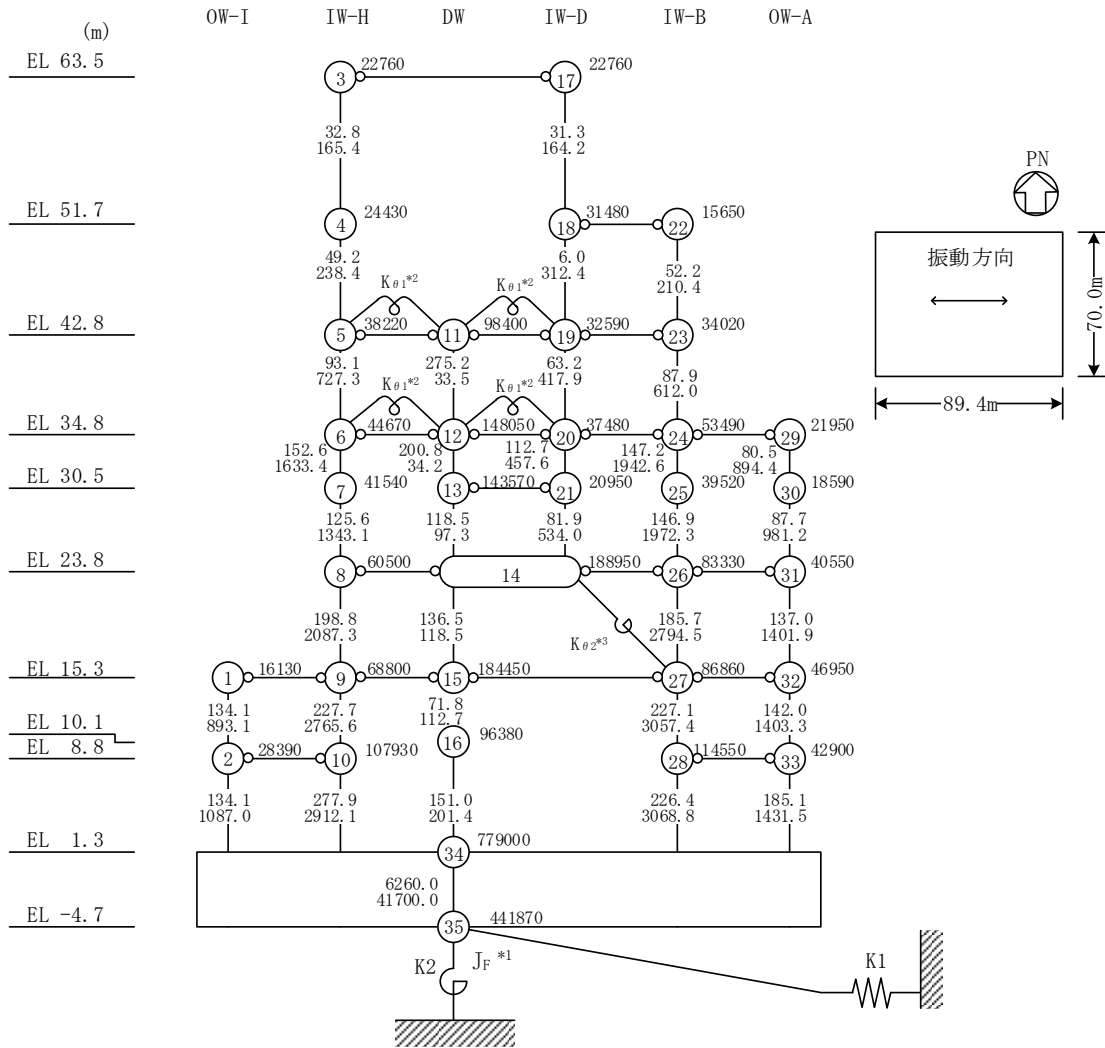 OW-I IW-H DW IW-D IW-B OW-A
(m)
EL 63.5
3 22760 17 22760
32.8 31.3
165.4 164.2
PN
EL 51.7
4 24430 18 31480 22 15650
振動方向
49.2 6.0 52.2
238.4 312.4 210.4
Kθ1*2 Kθ1*2
70.0m
EL 42.8
5 38220 11 98400 19 32590 23 34020
93.1 275.2 63.2 87.9
727.3 33.5 417.9 612.0
Kθ1*2 Kθ1*2
89.4m
EL 34.8
6 44670 12 148050 20 37480 24 53490 29 21950
152.6 200.8 112.7 147.2 80.5
1633.4 34.2 457.6 1942.6 894.4
EL 30.5
7 41540 13 143570 21 20950 25 39520 30 18590
125.6 118.5 81.9 146.9 87.7
1343.1 97.3 534.0 1972.3 981.2
EL 23.8
8 60500 14 188950 26 83330 31 40550
198.8 136.5 185.7 137.0
2087.3 118.5 2794.5 1401.9
Kθ2*3
EL 15.3
1 16130 9 68800 15 184450 27 86860 32 46950
134.1 227.7 71.8 227.1 142.0
893.1 2765.6 112.7 3057.4 1403.3
EL 10.1
16 96380
EL 8.8
2 28390 10 107930 28 114550 33 42900
134.1 277.9 151.0 226.4 185.1
1087.0 2912.1 201.4 3068.8 1431.5
EL 1.3
34 779000
6260.0
41700.0
EL -4.7
35 441870
K2 JF *1 K1